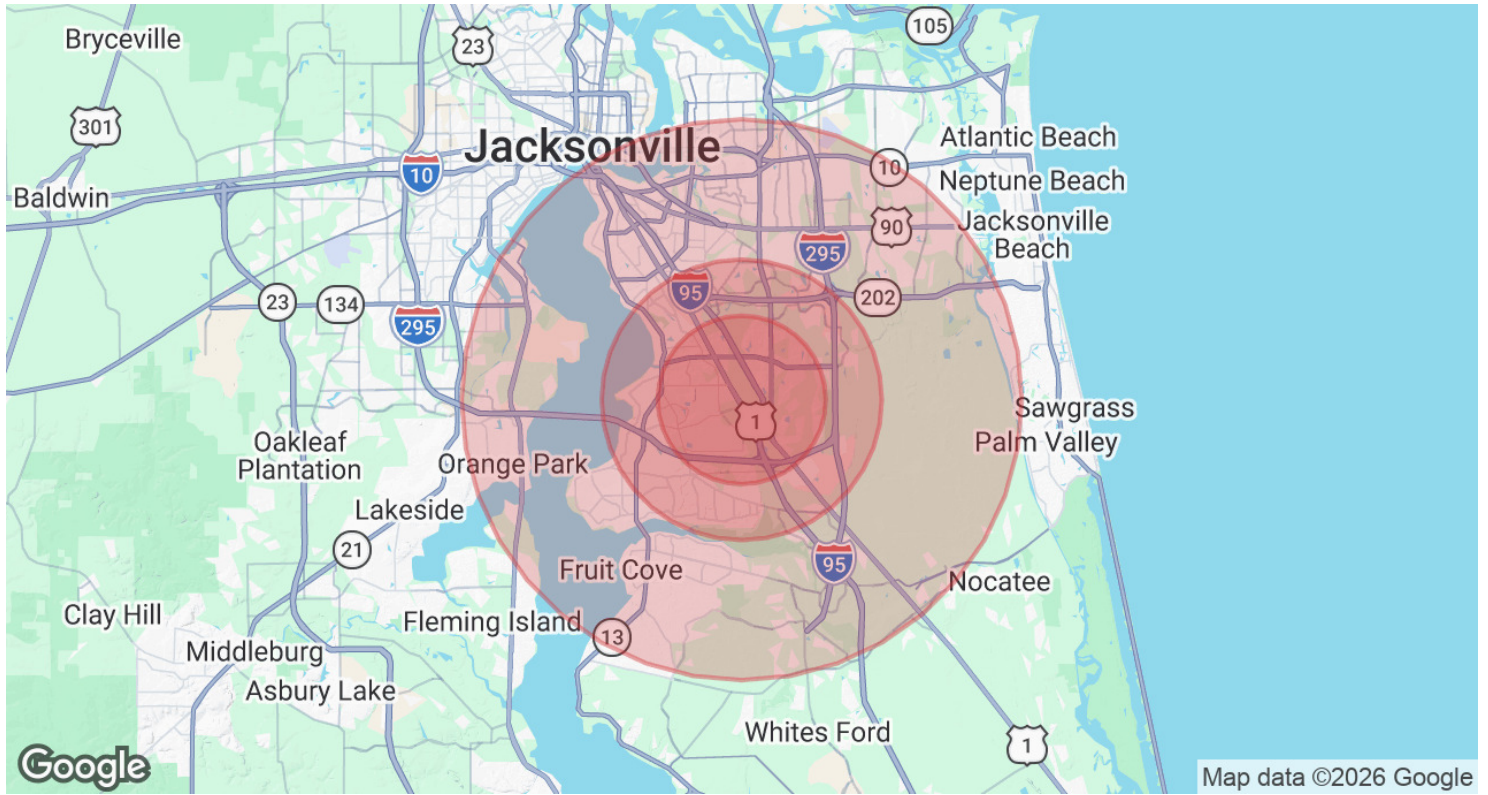 105
Bryceville
23
301
Atlantic Beach
Jacksonville
10
10
Neptune Beach
Baldwin
90
Jacksonville
Beach
295
95
202
23
134
295
Sawgrass
1
Palm Valley
Oakleaf
Plantation
Orange Park
Lakeside
21
95
Fruit Cove
Nocatee
Clay Hill
Fleming Island
13
Middleburg
Asbury Lake
Whites Ford
1
Google
Map data ©2026 Google